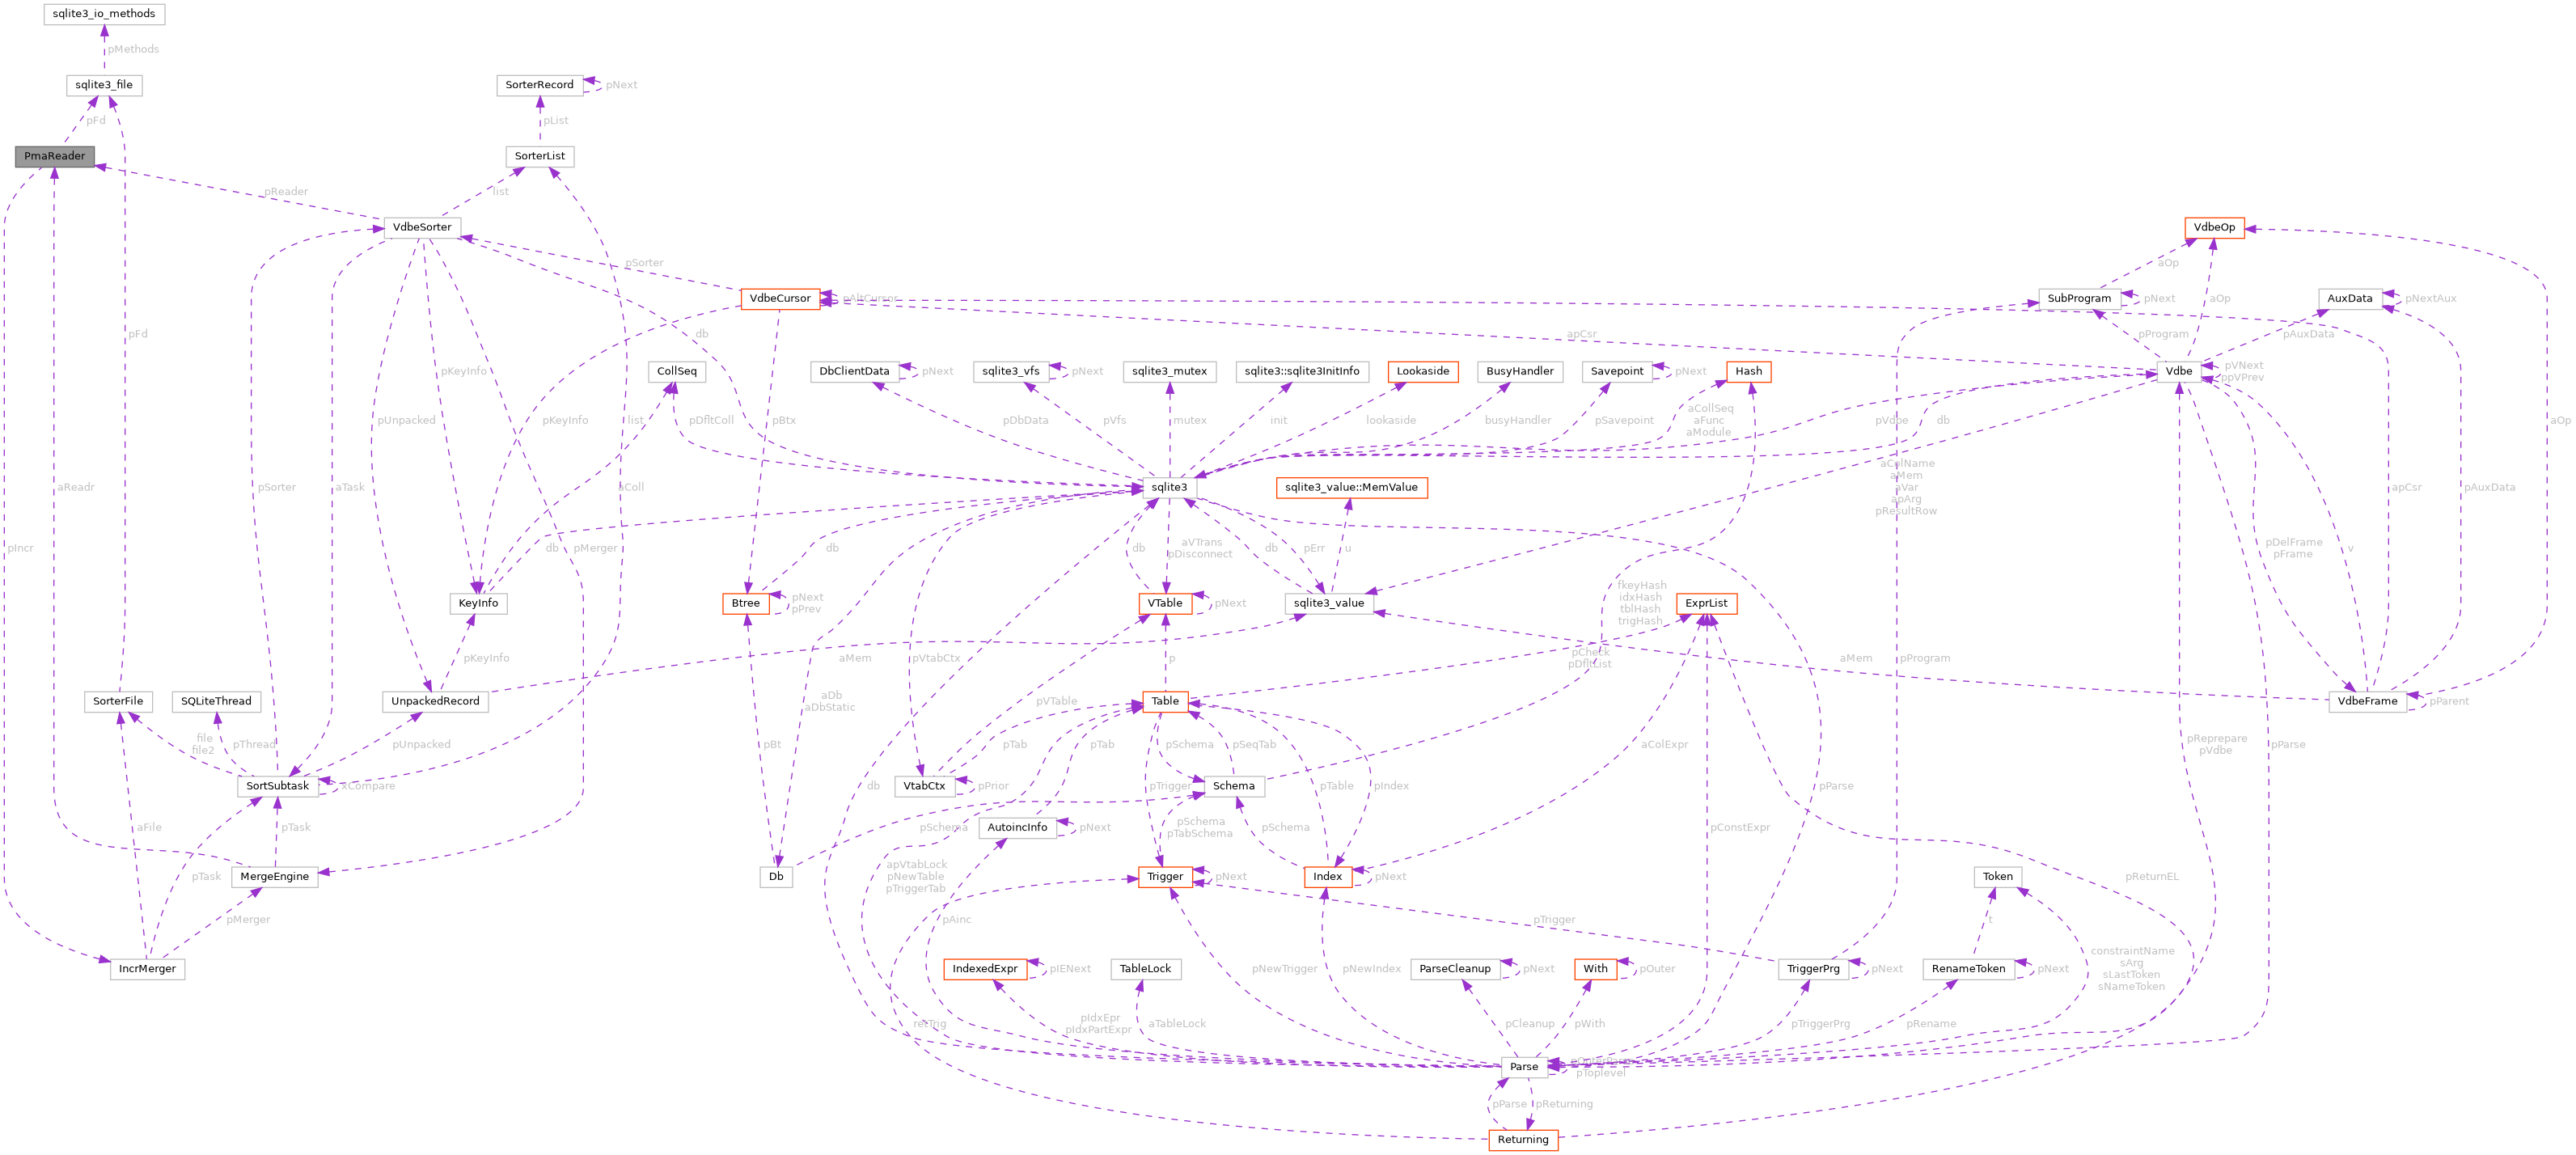 sqlite3_io_methods
pMethods
sqlite3_file
SorterRecord
pNext
pFd
pList
PmaReader
SorterList
pReader
list
VdbeSorter
VdbeOp
pSorter
aOp
VdbeCursor
pAltCursor
SubProgram
pNext
aOp
AuxData
pNextAux
pFd
db
apCsr
pProgram
pAuxData
pKeyInfo
CollSeq
DbClientData
pNext
sqlite3_vfs
pNext
sqlite3_mutex
sqlite3::sqlite3InitInfo
Lookaside
BusyHandler
Savepoint
pNext
Hash
Vdbe
pVNext
ppVPrev
pUnpacked
pKeyInfo
list
pDfltColl
pBtx
pDbData
pVfs
mutex
init
lookaside
busyHandler
pSavepoint
aCollSeq
aFunc
aModule
pVdbe
db
aOp
aReadr
pSorter
aTask
aColl
sqlite3
sqlite3_value::MemValue
aColName
aMem
aVar
apArg
pResultRow
apCsr
pAuxData
pIncr
db
pMerger
db
db
aVTrans
pDisconnect
db
pErr
u
pDelFrame
pFrame
v
KeyInfo
Btree
pNext
pPrev
VTable
pNext
sqlite3_value
fkeyHash
idxHash
tblHash
trigHash
ExprList
pKeyInfo
aMem
pVtabCtx
p
pCheck
pDfltList
aMem
pProgram
SorterFile
SQLiteThread
UnpackedRecord
aDb
aDbStatic
pVTable
Table
VdbeFrame
pParent
file
file2
pThread
pUnpacked
pBt
pTab
pTab
pSchema
pSeqTab
aColExpr
pReprepare
pVdbe
pParse
SortSubtask
xCompare
db
VtabCtx
pPrior
pTrigger
Schema
pTable
pIndex
pParse
aFile
pTask
pSchema
AutoincInfo
pNext
pSchema
pTabSchema
pSchema
pConstExpr
pTask
MergeEngine
Db
apVtabLock
pNewTable
pTriggerTab
Trigger
pNext
Index
pNext
Token
pReturnEL
pMerger
pAinc
pTrigger
t
IncrMerger
IndexedExpr
pIENext
TableLock
pNewTrigger
pNewIndex
ParseCleanup
pNext
With
pOuter
TriggerPrg
pNext
RenameToken
pNext
constraintName
sArg
sLastToken
sNameToken
retTrig
pIdxEpr
pIdxPartExpr
aTableLock
pCleanup
pWith
pTriggerPrg
pRename
Parse
pOuterParse
pToplevel
pParse
pReturning
Returning